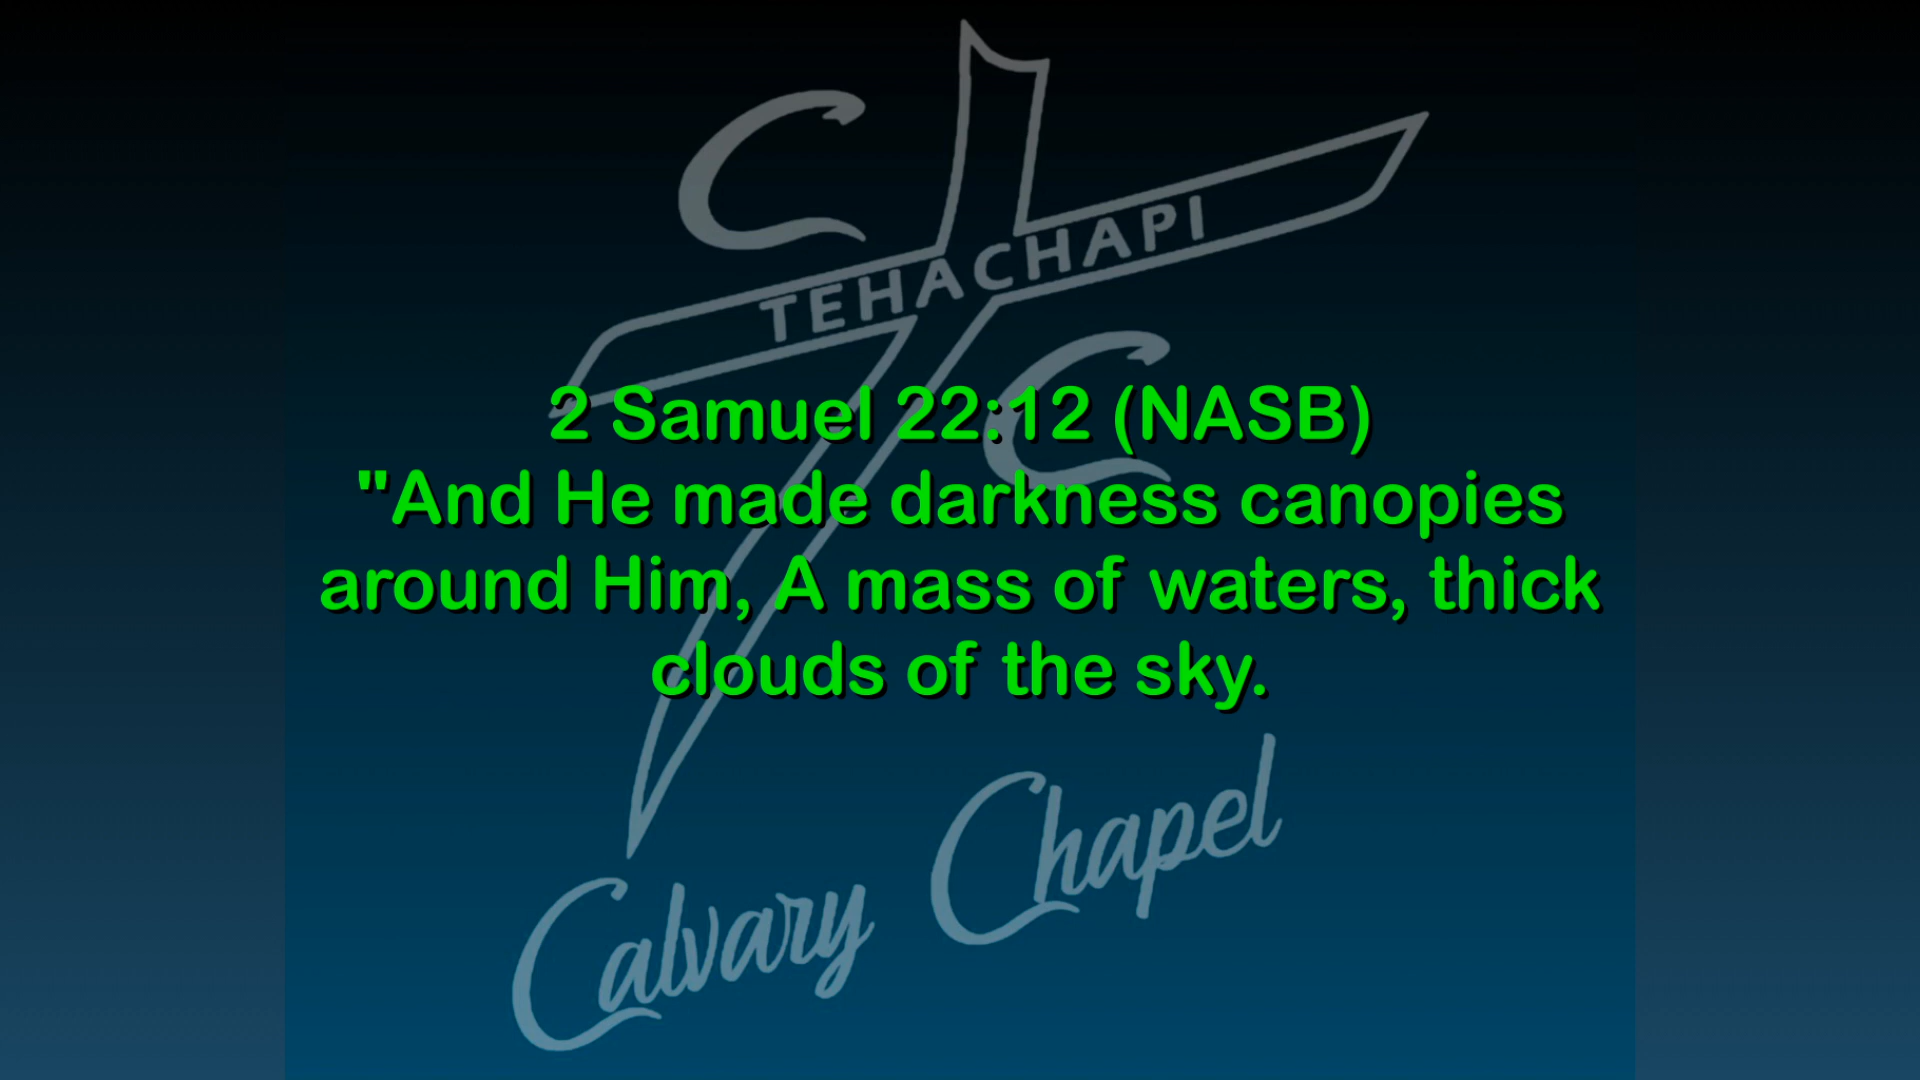 C
TEHACHAPI
C
2 Samuel 22:12 (NASB)
"And He made darkness canopies
around Him, A mass of waters, thick
clouds of the sky.
Calvary Chapel